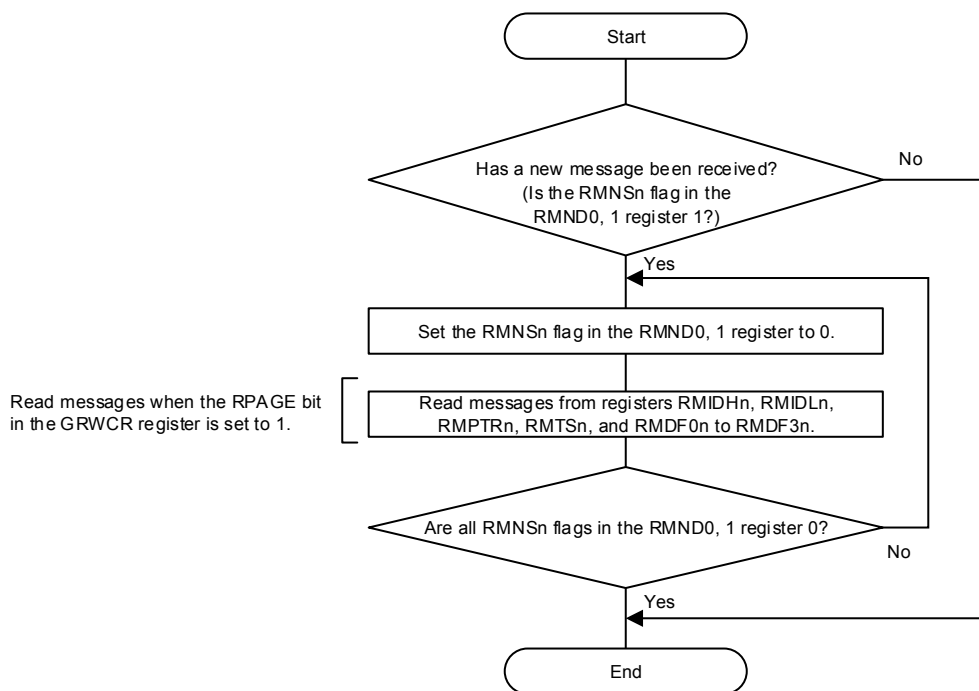 Start
Has a new message been received?
(Is the RMNSn flag in the
RMND0, 1 register 1?)
No
Yes
Set the RMNSn flag in the RMND0, 1 register to 0.
Read messages when the RPAGE bit
in the GRWCR register is set to 1.
Read messages from registers RMIDHn, RMIDLn,
RMPTRn, RMTSn, and RMDF0n to RMDF3n.
Are all RMNSn flags in the RMND0, 1 register 0?
No
Yes
End